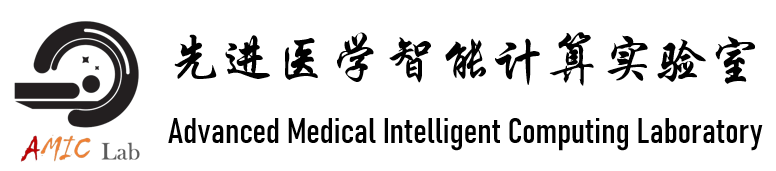 先进医学智能计算实验室
Advanced Medical Intelligent Computing Laboratory
AMIC Lab